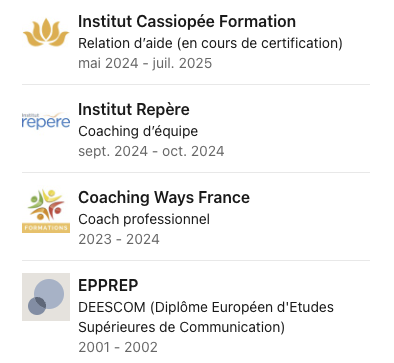 Institut Cassiopée Formation
Relation d’aide (en cours de certification)
mai 2024 - juil. 2025
Institut
repère
Institut Repère
Coaching d’équipe
sept. 2024 - oct. 2024
Coaching Ways France
FORMATIONS
Coach professionnel
2023 - 2024
EPPREP
DEESCOM (Diplôme Européen d'Etudes
Supérieures de Communication)
2001 - 2002